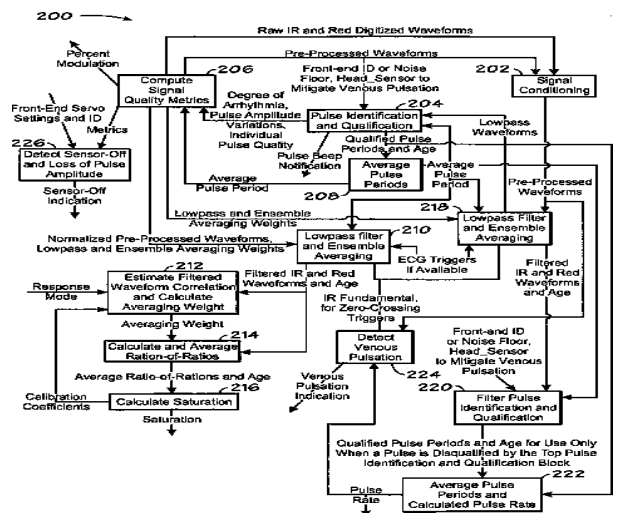 200
Raw IR and Red Digitized Waveforms
Percent
Modulation
Pre-Processed Waveforms
206
Compute
Signal
Quality Metrics
Front-end ID or Noise
Floor, Head_Sensor to
Mitigate Venous Pulsation
202
Signal
Conditioning
Front-End Servo
Settings and ID
Metrics
Degree of
Arrhythmia,
Pulse Amplitude
Variations,
Individual
Pulse Quality
204
Pulse Identification
and Qualification
Lowpass
Waveforms
226
Detect Sensor-Off
and Loss of Pulse
Amplitude
Sensor-Off
Indication
Pulse Beep
Notification
Qualified Pulse
Periods and Age
Average
Pulse
Periods
208
Average
Pulse Period
Average
Pulse
Period
Pre-Processed
Waveforms
Lowpass and Ensemble
Averaging Weights
218
Lowpass Filter
and Ensemble
Averaging
210
Normalized Pre-Processed Waveforms,
Lowpass and Ensemble Averaging Weights
Lowpass filter
and Ensemble
Averaging
ECG Triggers
If Available
212
Estimate Filtered
Waveform Correlation
and Calculate
Averaging Weight
Response
Mode
Filtered IR and Red
Waveforms and Age
Filtered
IR and Red
Waveforms
and Age
IR Fundamental,
for Zero-Crossing
Triggers
Averaging Weight
214
Calculate and Average
Ration-of-Ratios
Detect
Venous
Pulsation
224
Front-end ID
or Noise Floor,
Head_Sensor
to Mitigate Venous
Pulsation
Average Ratio-of-Rations and Age
Calibration
Coefficients
216
Calculate Saturation
Saturation
Venous
Pulsation
Indication
220
Filter Pulse
Identification and
Qualification
Qualified Pulse Periods and Age for Use Only
When a Pulse is Disqualified by the Top Pulse
Identification and Qualification Block
222
Pulse
Rate
Average Pulse
Periods and
Calculated Pulse Rate